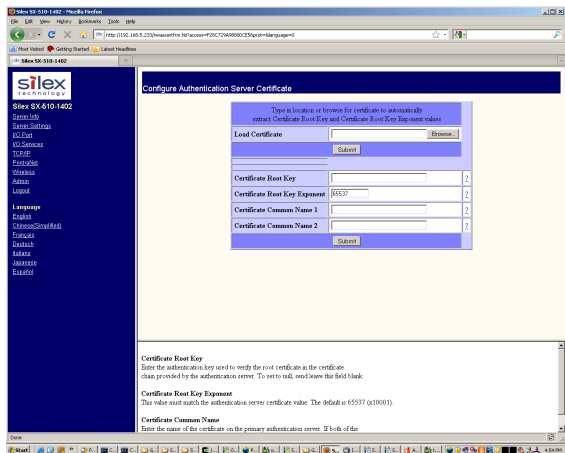 Silex SX-510-1402 - Mozilla Firefox
File Edit View History Bookmarks Tools Help
Most Visited Getting Started Latest Headlines
Silex SX-510-1402
silex
technology
Silex SX-510-1402
Server Info
Server Settings
I/O Port
I/O Services
TCP/IP
PentraNet
Wireless
Admin
Logout
Language
English
Chinese(Simplified)
Français
Deutsch
Italiano
Japanese
Español
Configure Authentication
Server Certificate
Type in location or browse for certificate to automatically
extract Certificate Root Key and Certificate Root Key Exponent values
Load Certificate Browse...
Submit
Certificate Root Key ?
Certificate Root Key Exponent 65537 ?
Certificate Common Name 1 ?
Certificate Common Name 2 ?
Submit
Certificate Root Key
Enter the authentication key used to verify the root certificate in the certificate
chain provided by the authentication server. To set to null, send leave this field blank.
Certificate Root Key Exponent
This value must match the authentication server certificate value. The default is 65537 (x10001).
Certificate Common Name
Enter the name of the certificate on the primary authentication server. If both of the
Done
Start
4:54 PM